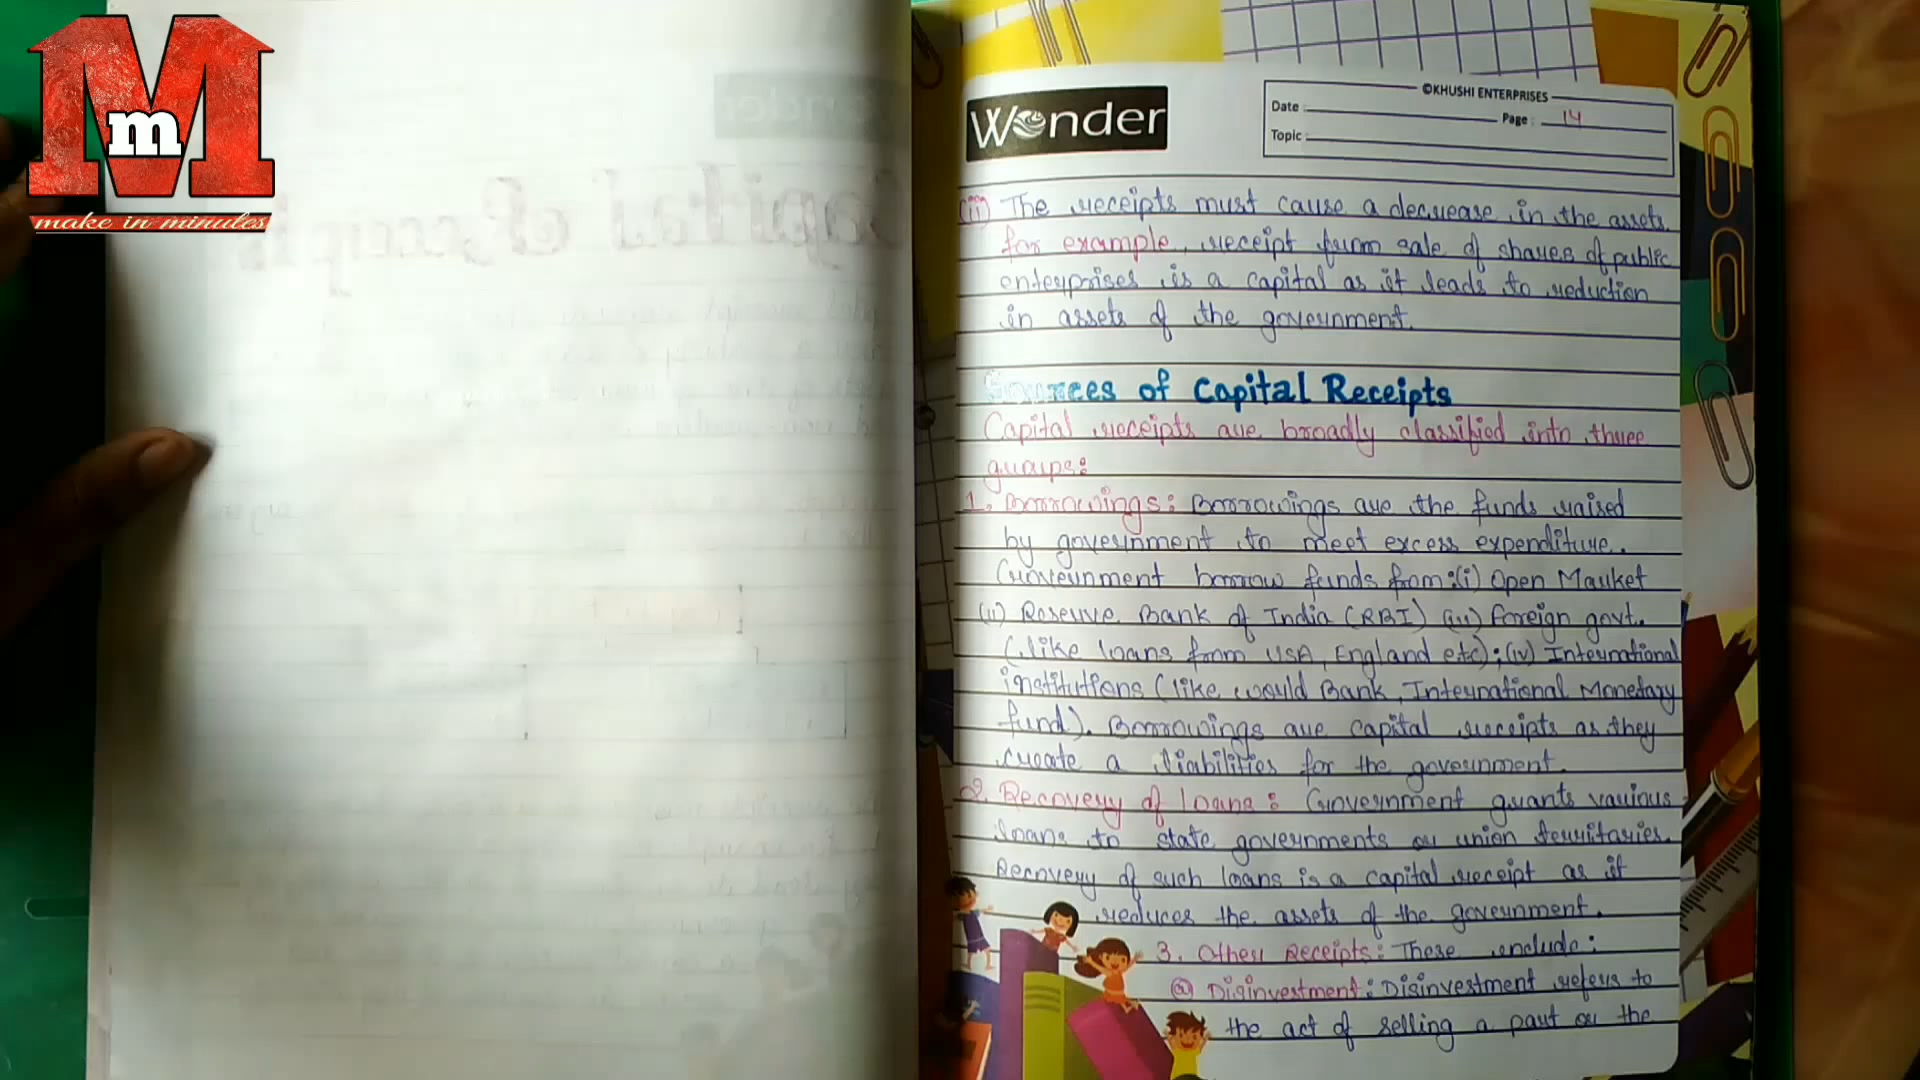 M
m
make in minutes
Wonder
©KHUSHI ENTERPRISES
Date :
Page : 14
Topic :
(ii) The receipts must cause a decrease in the assets.
for example, receipt from sale of shares of public
enterprises is a capital as it leads to reduction
in assets of the government.
Sources of Capital Receipts
Capital receipts are broadly classified into three
groups:
1. Borrowings: Borrowings are the funds raised
by government to meet excess expenditure.
Government borrow funds from:(i) Open Market
(ii) Reserve Bank of India (RBI) (iii) Foreign govt.
(like loans from USA, England etc); (iv) International
institutions (like world Bank, International Monetary
fund). Borrowings are capital receipts as they
create a liabilities for the government.
2. Recovery of loans: Government grants various
loans to state governments or union territories.
Recovery of such loans is a capital receipt as it
reduces the assets of the government.
3. Other Receipts: These include:
(a) Disinvestment: Disinvestment refers to
the act of selling a part or the